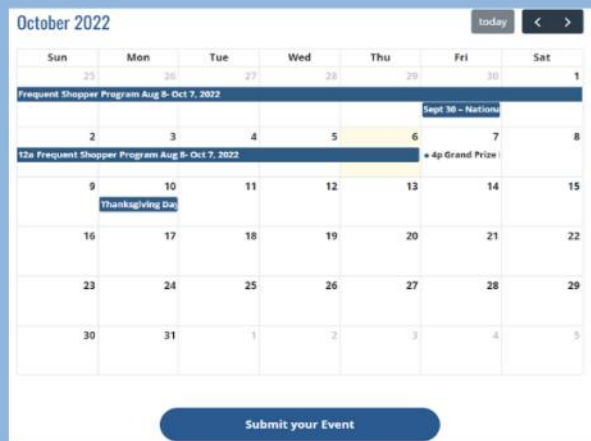 October 2022
today
Sun Mon Tue Wed Thu Fri Sat
25 26 27 28 29 30 1
Frequent Shopper Program Aug 8- Oct 7, 2022
Sept 30 – Nationa
2 3 4 5 6 7 8
12a Frequent Shopper Program Aug 8- Oct 7, 2022
4p Grand Prize
9 10 11 12 13 14 15
Thanksgiving Day
16 17 18 19 20 21 22
23 24 25 26 27 28 29
30 31 1 2 3 4 5
Submit your Event